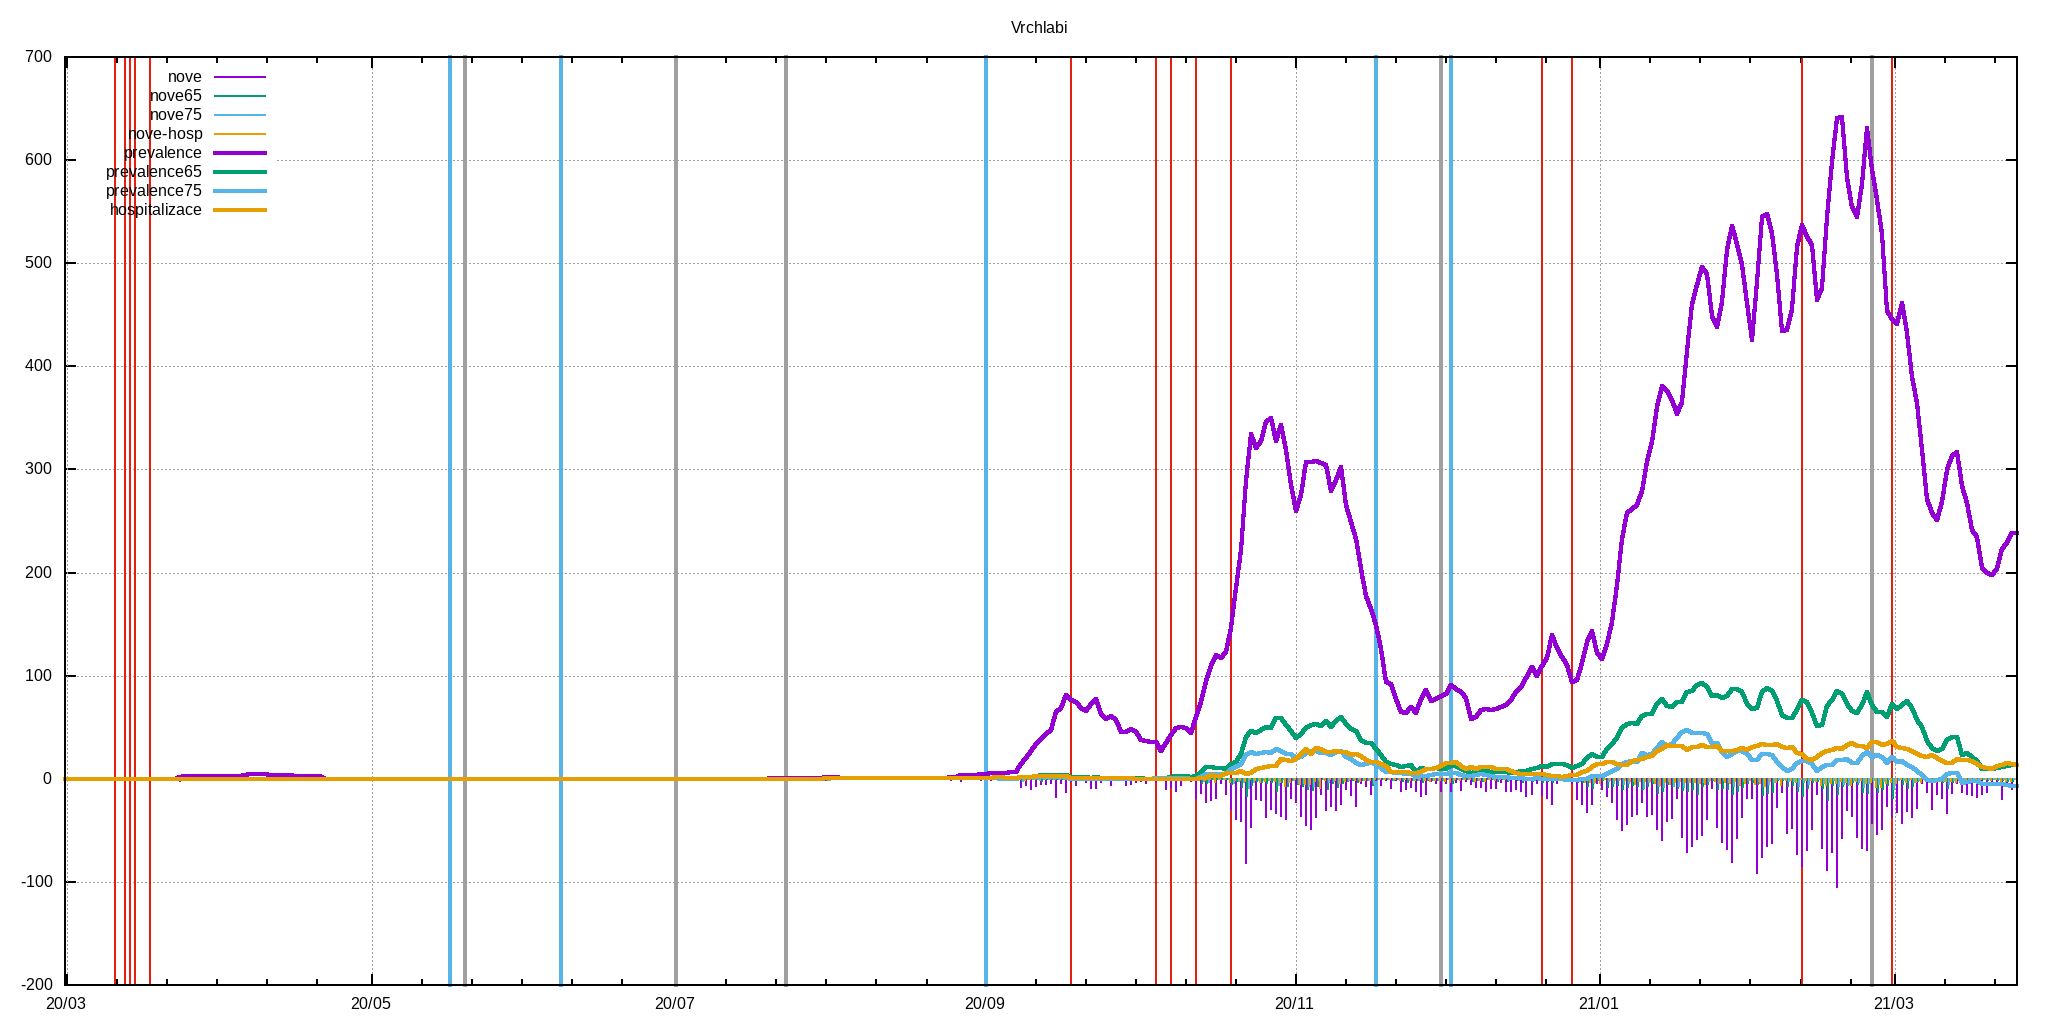 Vrchlabi
700
600
500
400
300
200
100
0
-100
-200
nove
nove65
nove75
nove-hosp
prevalence
prevalence65
prevalence75
hospitalizace
20/03 20/05 20/07 20/09 20/11 21/01 21/03